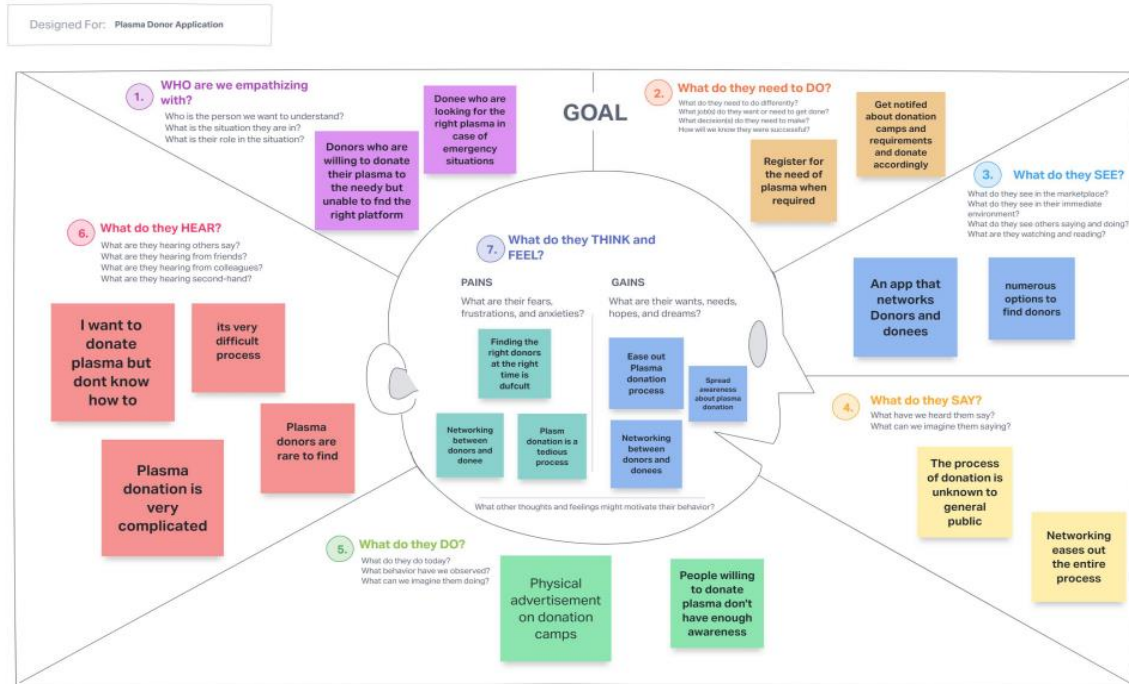 Designed For: Plasma Donor Application
GOAL
1.
WHO are we empathizing
with?
Who is the person we want to understand?
What is the situation they are in?
What is their role in the situation?
Donors who are
willing to donate
their plasma to
the needy but
unable to fnd the
right platform
Donee who are
looking for the
right plasma in
case of
emergency
situations
2.
What do they need to DO?
What do they need to do differently?
What job(s) do they want or need to get done?
What decision(s) do they need to make?
How will we know they were successful?
Register for
the need of
plasma when
required
Get notifed
about donation
camps and
requirements
and donate
accordingly
3.
What do they SEE?
What do they see in the marketplace?
What do they see in their immediate
environment?
What do they see others saying and doing?
What are they watching and reading?
An app that
networks
Donors and
donees
numerous
options to
find donors
4.
What do they SAY?
What have we heard them say?
What can we imagine them saying?
The process
of donation is
unknown to
general
public
Networking
eases out
the entire
process
5.
What do they DO?
What do they do today?
What behavior have we observed?
What can we imagine them doing?
Physical
advertisement
on donation
camps
People willing
to donate
plasma don't
have enough
awareness
6.
What do they HEAR?
What are they hearing others say?
What are they hearing from friends?
What are they hearing from colleagues?
What are they hearing second-hand?
I want to
donate
plasma but
dont know
how to
its very
difficult
process
Plasma
donors are
rare to find
Plasma
donation is
very
complicated
7.
What do they THINK and
FEEL?
PAINS
What are their fears,
frustrations, and anxieties?
Finding the
right donors
at the right
time is
dufcult
Networking
between
donors and
donee
Plasm
donation is a
tedious
process
GAINS
What are their wants, needs,
hopes, and dreams?
Ease out
Plasma
donation
process
Spread
awareness
about plasma
donation
Networking
between
donors and
donees
What other thoughts and feelings might motivate their behavior?